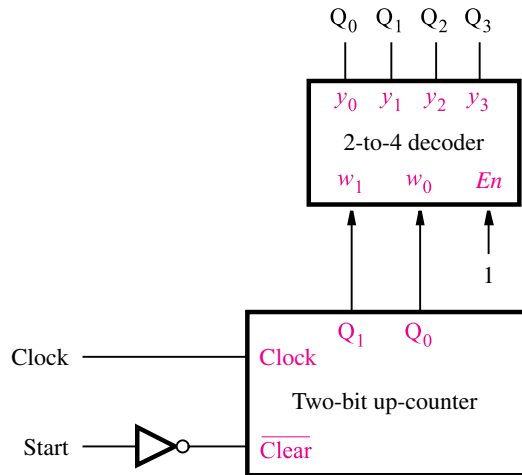 Q0 Q1 Q2 Q3
y0 y1 y2 y3
2-to-4 decoder
w1 w0 En
1
Q1 Q0
Clock Clock
Two-bit up-counter
Start Clear